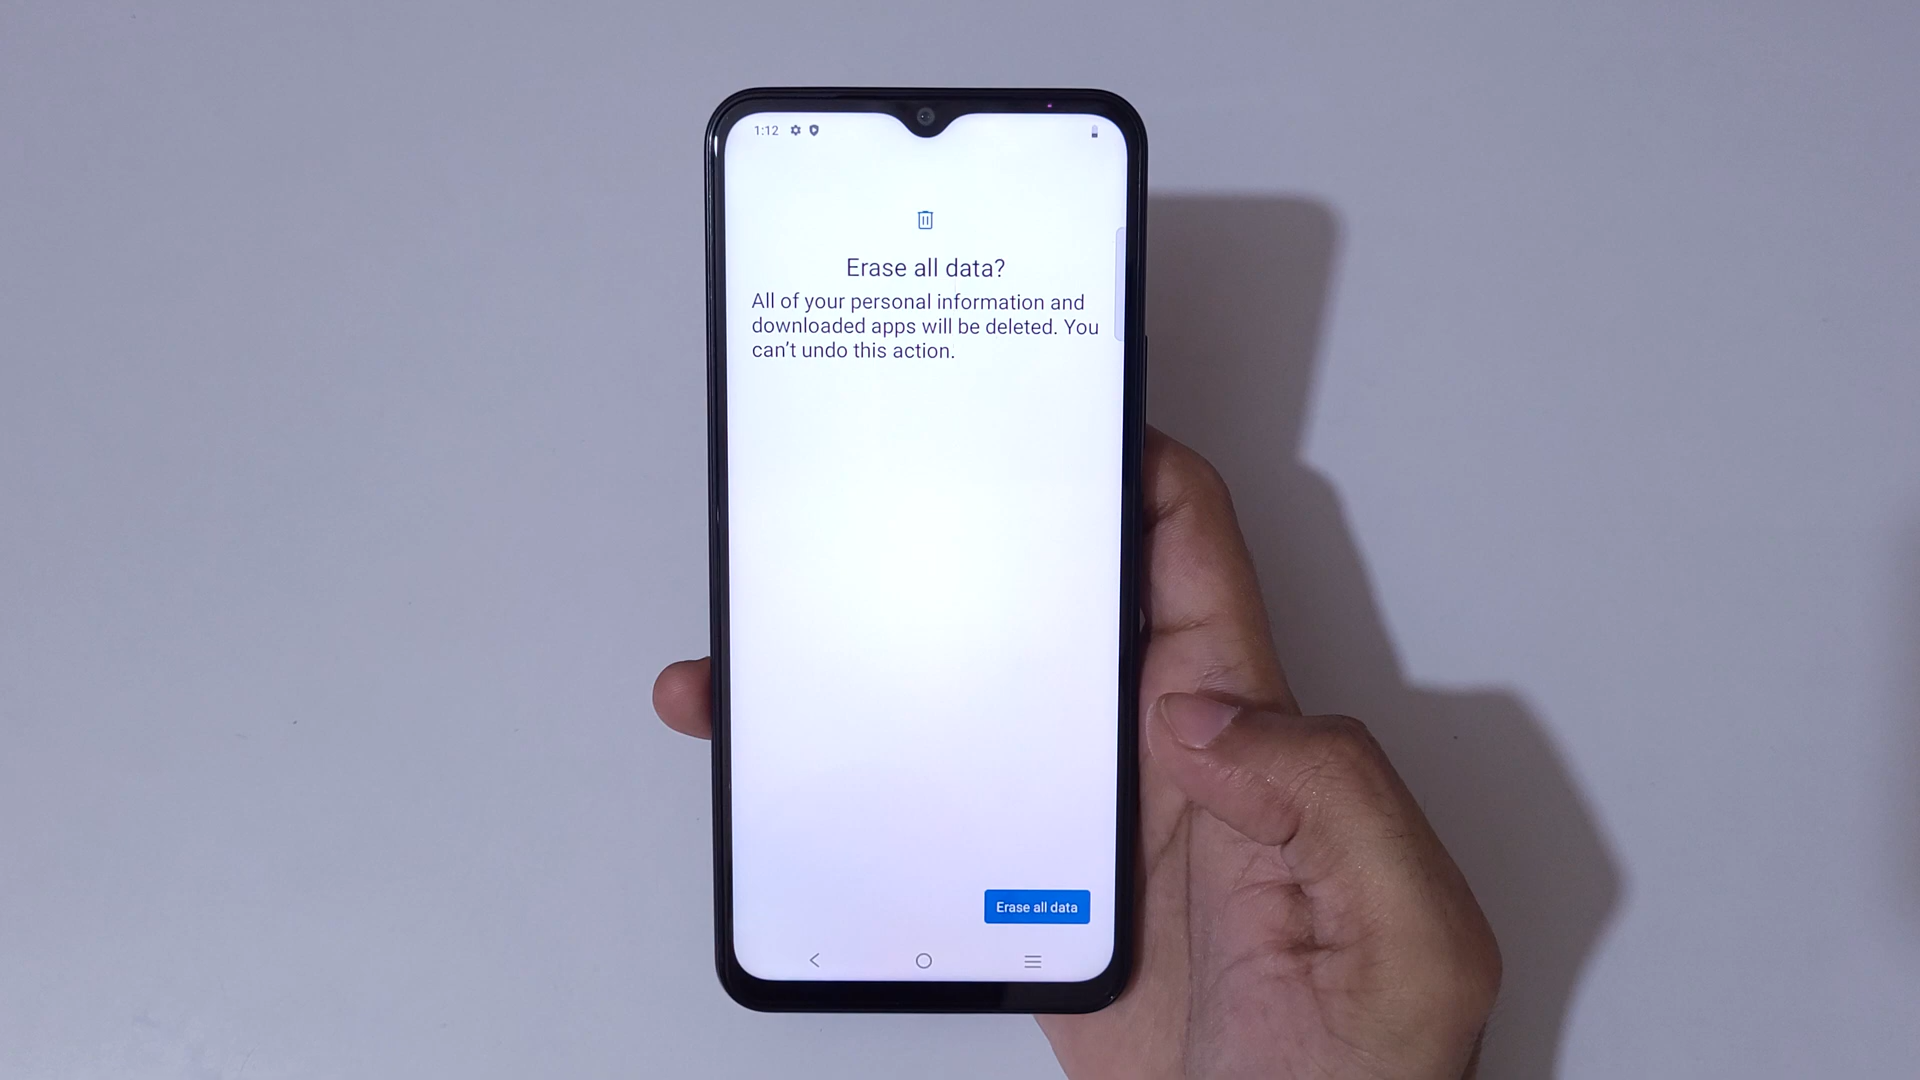 1:12
Erase all data?
All of your personal information and
downloaded apps will be deleted. You
can't undo this action.
Erase all data